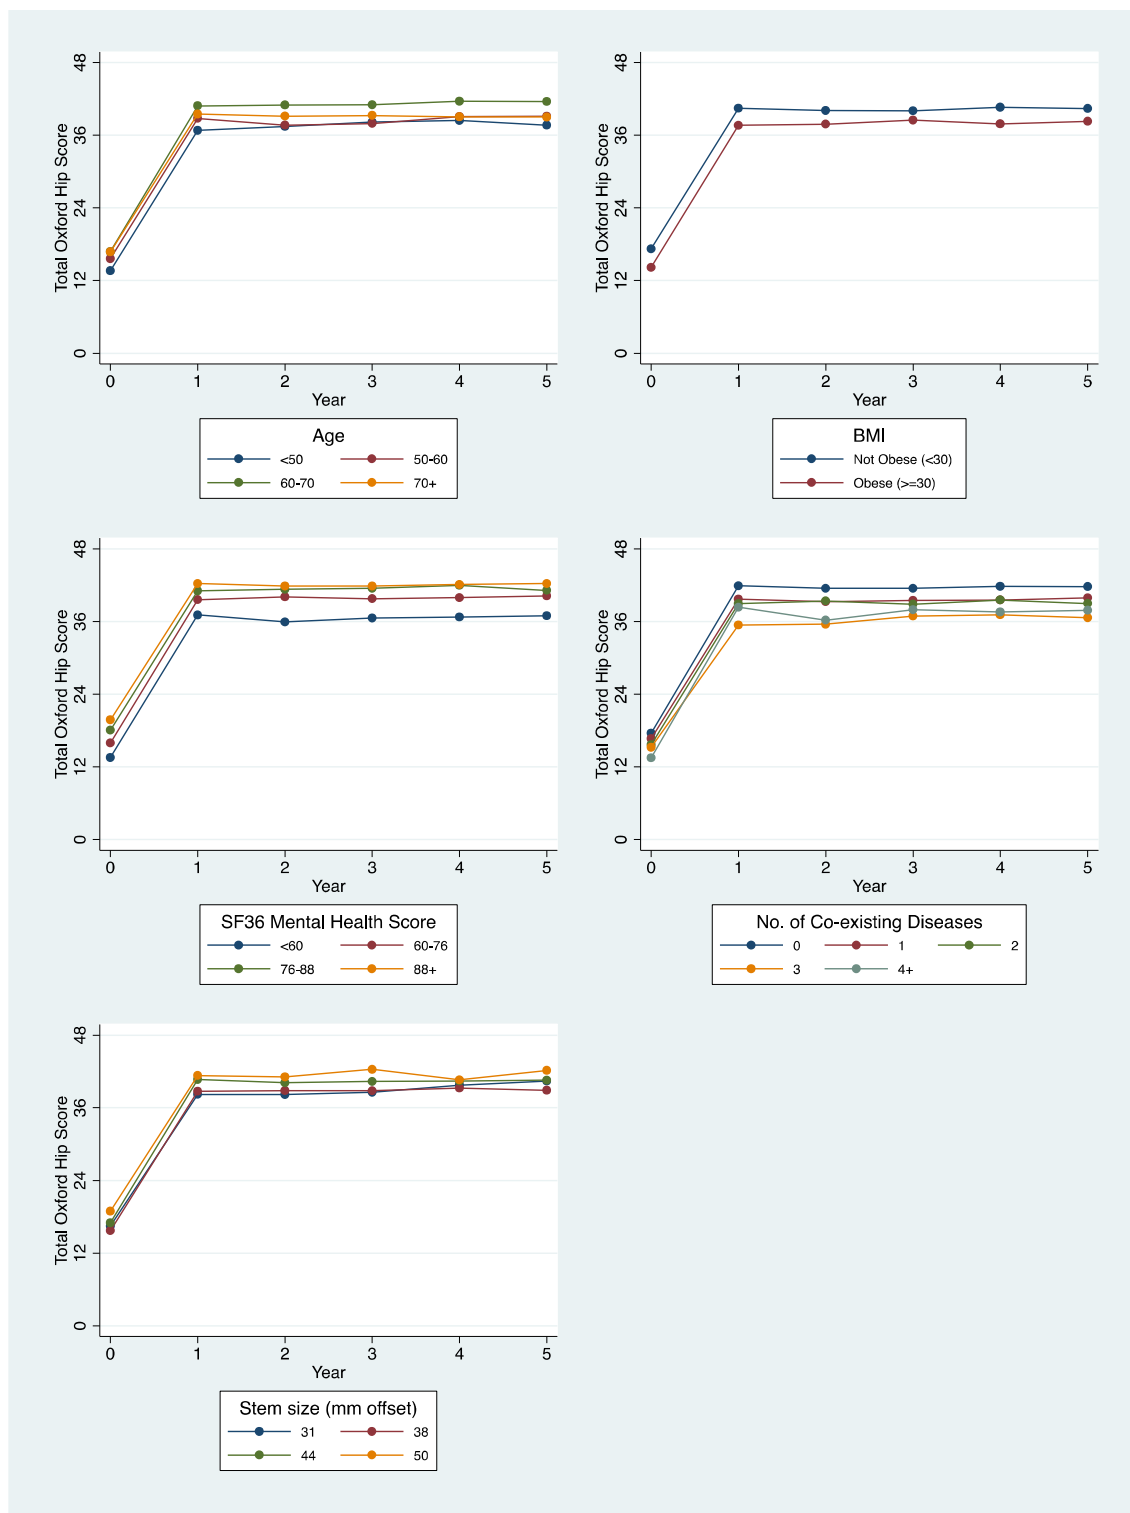 Total Oxford Hip Score
48
36
24
12
0
0 1 2 3 4 5
Year
Age
<50 50-60
60-70 70+
Total Oxford Hip Score
48
36
24
12
0
0 1 2 3 4 5
Year
BMI
Not Obese (<30)
Obese (>=30)
Total Oxford Hip Score
48
36
24
12
0
0 1 2 3 4 5
Year
SF36 Mental Health Score
<60 60-76
76-88 88+
Total Oxford Hip Score
48
36
24
12
0
0 1 2 3 4 5
Year
No. of Co-existing Diseases
0 1 2
3 4+
Total Oxford Hip Score
48
36
24
12
0
0 1 2 3 4 5
Year
Stem size (mm offset)
31 38
44 50